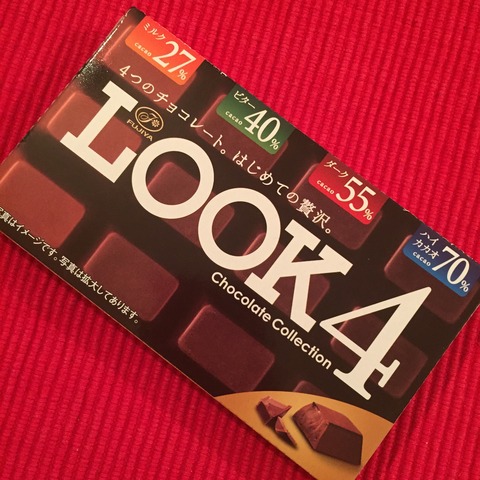 ミルク
27%
cacao
ビター
40%
cacao
ダーク
55%
cacao
ハイ
カカオ
70%
cacao
4つのチョコレート。はじめての贅沢。
FUJIYA
LOOK4
Chocolate Collection
写真はイメージです。写真は拡大してあります。